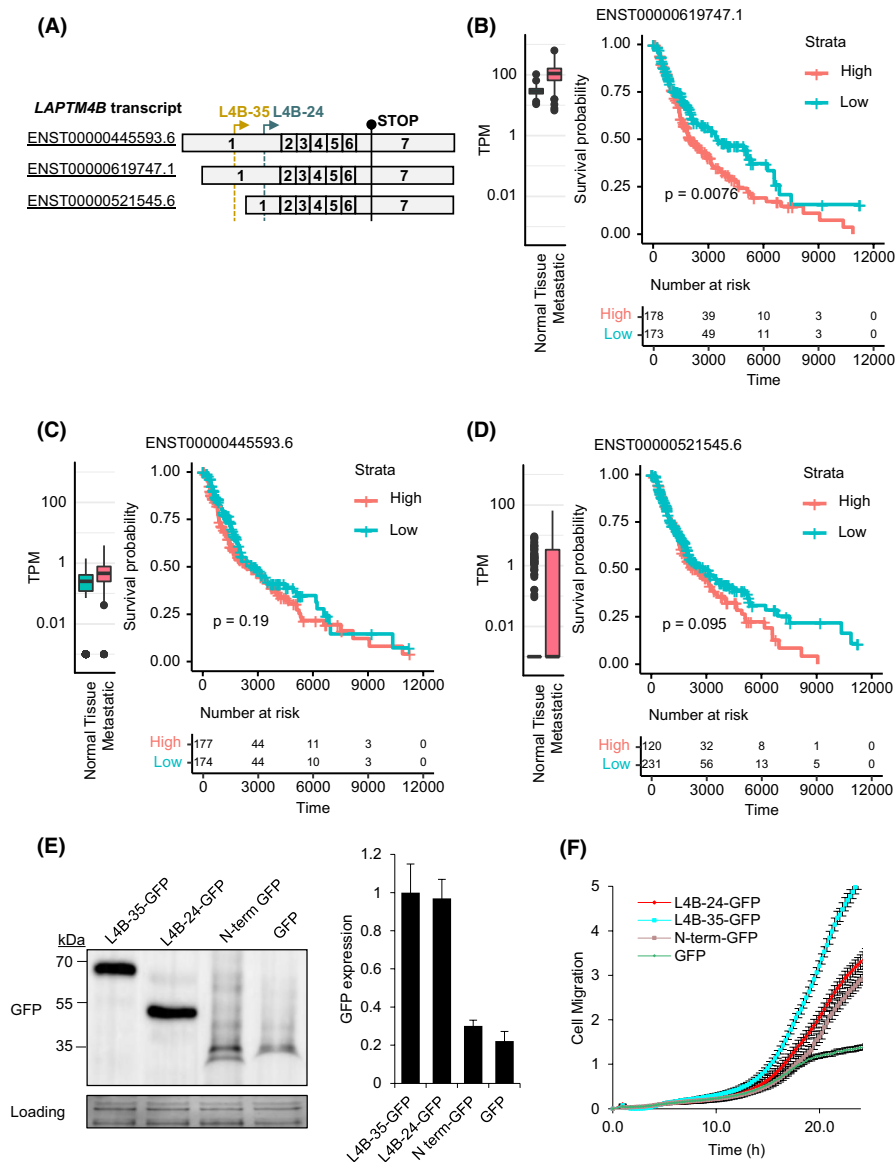 (A)
LAPTM4B transcript
L4B-35
L4B-24
STOP
ENST00000445593.6
1 2 3 4 5 6 7
ENST00000619747.1
1 2 3 4 5 6 7
ENST00000521545.6
1 2 3 4 5 6 7
(B)
ENST00000619747.1
TPM
100
1
0.01
Normal Tissue
Metastatic
Survival probability
1.00
0.75
0.50
0.25
0.00
Strata
High
Low
p = 0.0076
0 3000 6000 9000 12000
Number at risk
High 178 39 10 3 0
Low 173 49 11 3 0
0 3000 6000 9000 12000
Time
(C)
ENST00000445593.6
TPM
100
1
0.01
Normal Tissue
Metastatic
Survival probability
1.00
0.75
0.50
0.25
0.00
Strata
High
Low
p = 0.19
0 3000 6000 9000 12000
Number at risk
High 177 44 11 3 0
Low 174 44 10 3 0
0 3000 6000 9000 12000
Time
(D)
ENST00000521545.6
TPM
100
1
0.01
Normal Tissue
Metastatic
Survival probability
1.00
0.75
0.50
0.25
0.00
Strata
High
Low
p = 0.095
0 3000 6000 9000 12000
Number at risk
High 120 32 8 1 0
Low 231 56 13 5 0
0 3000 6000 9000 12000
Time
(E)
L4B-35-GFP
L4B-24-GFP
N-term GFP
GFP
kDa
70
55
35
GFP
Loading
GFP expression
1.2
1
0.8
0.6
0.4
0.2
0
L4B-35-GFP
L4B-24-GFP
N term-GFP
GFP
(F)
Cell Migration
5
4
3
2
1
0
L4B-24-GFP
L4B-35-GFP
N-term-GFP
GFP
0.0 10.0 20.0
Time (h)